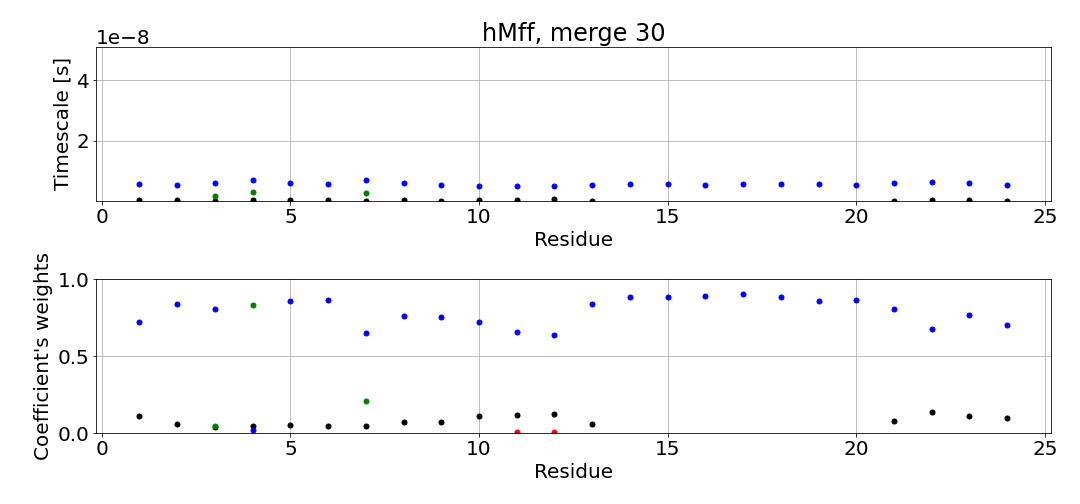 hMff, merge 30
1e−8
Timescale [s]
4
2
0 5 10 15 20 25
Residue
Coefficient's weights
1.0
0.5
0.0
0 5 10 15 20 25
Residue